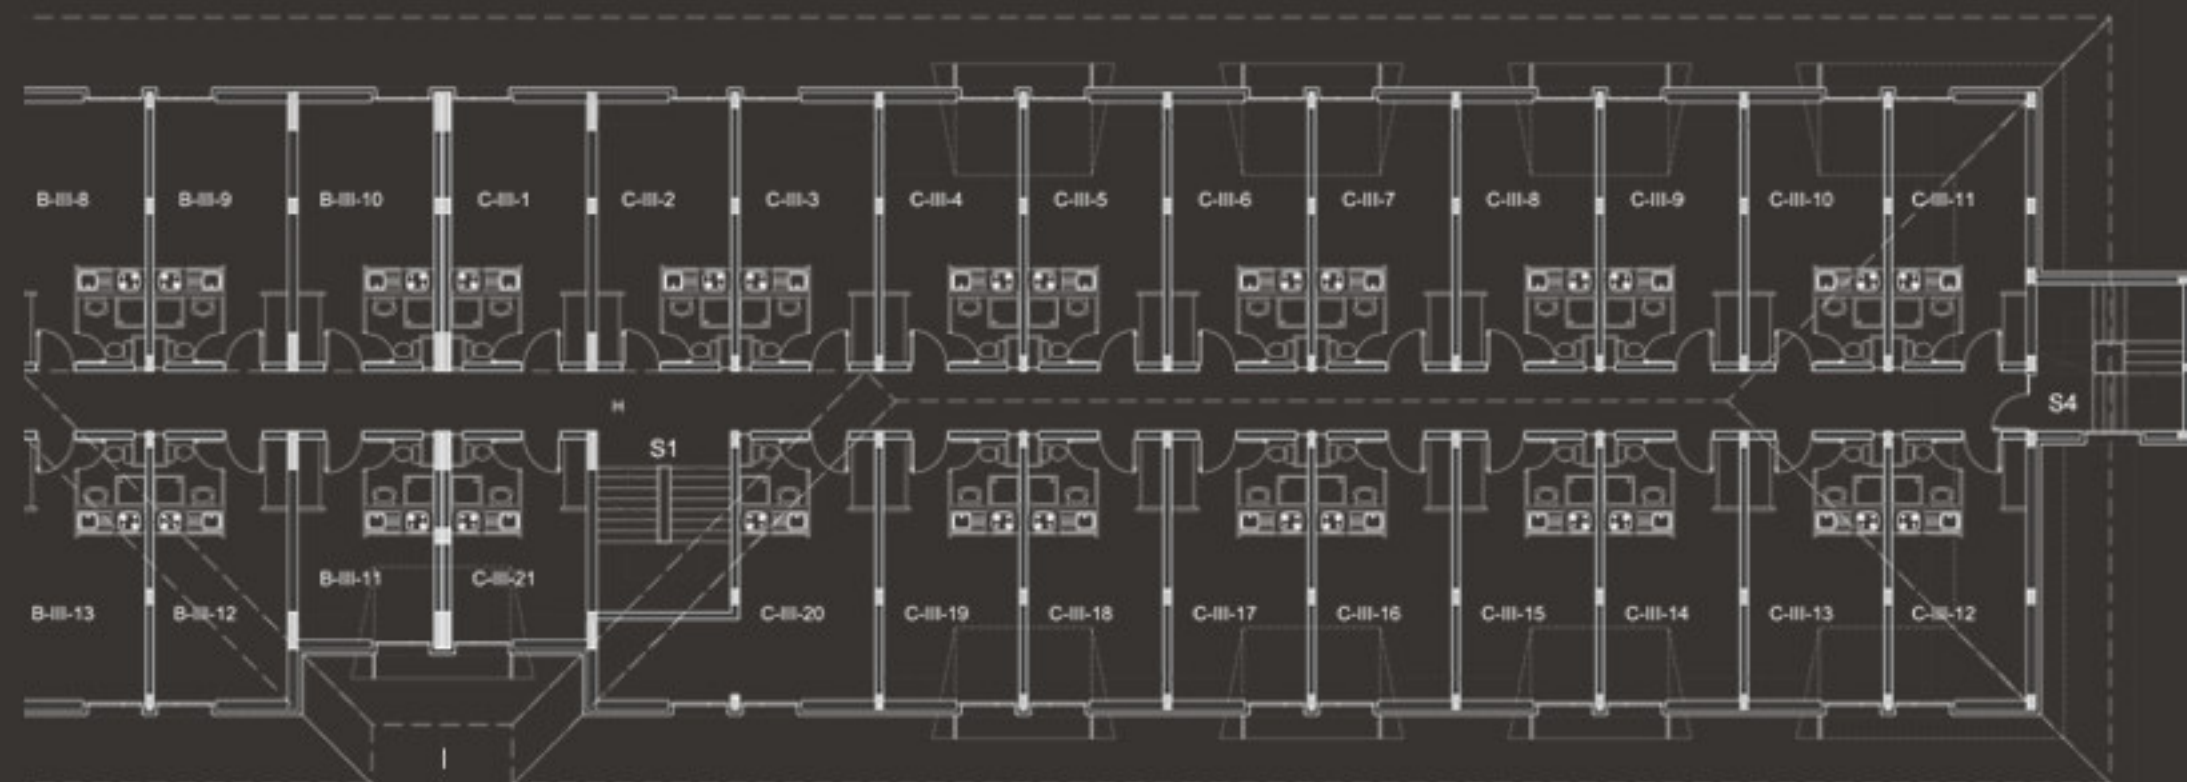 B-III-8 B-III-9 B-III-10 C-III-1 C-III-2 C-III-3 C-III-4 C-III-5 C-III-6 C-III-7 C-III-8 C-III-9 C-III-10 C-III-11
H
S4
S1
B-III-11 C-III-21
B-III-13 B-III-12 C-III-20 C-III-19 C-III-18 C-III-17 C-III-16 C-III-15 C-III-14 C-III-13 C-III-12
I